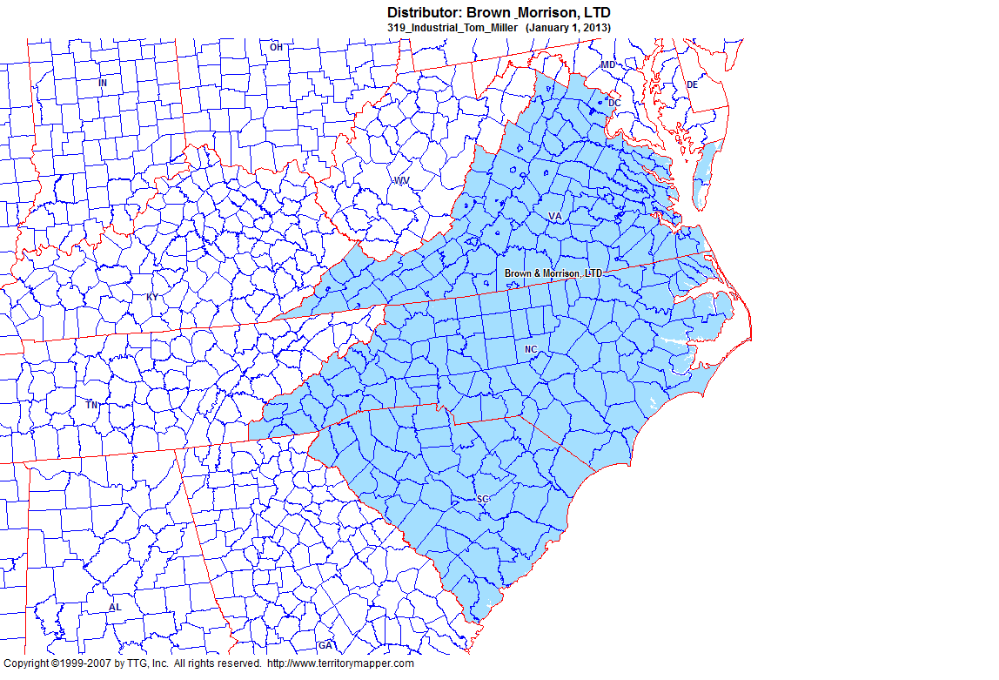 Distributor: Brown _Morrison, LTD
319_Industrial_Tom_Miller (January 1, 2013)
OH
MD
IN
DE
DC
WV
VA
Brown & Morrison, LTD
KY
NC
TN
SC
AL
GA
Copyright ©1999-2007 by TTG, Inc. All rights reserved. http://www.territorymapper.com